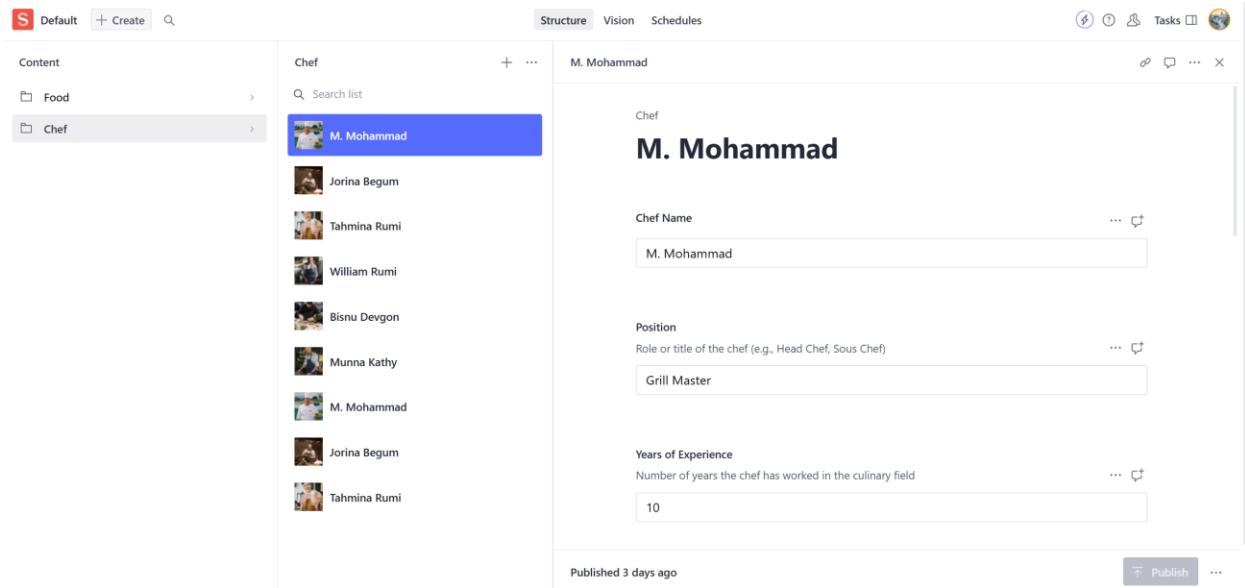 S Default + Create Structure Vision Schedules Tasks
Content
Food
Chef
Chef
Search list
M. Mohammad
Jorina Begum
Tahmina Rumi
William Rumi
Bisnu Devgon
Munna Kathy
M. Mohammad
Jorina Begum
Tahmina Rumi
M. Mohammad
Chef
M. Mohammad
Chef Name
M. Mohammad
Position
Role or title of the chef (e.g., Head Chef, Sous Chef)
Grill Master
Years of Experience
Number of years the chef has worked in the culinary field
10
Published 3 days ago Publish